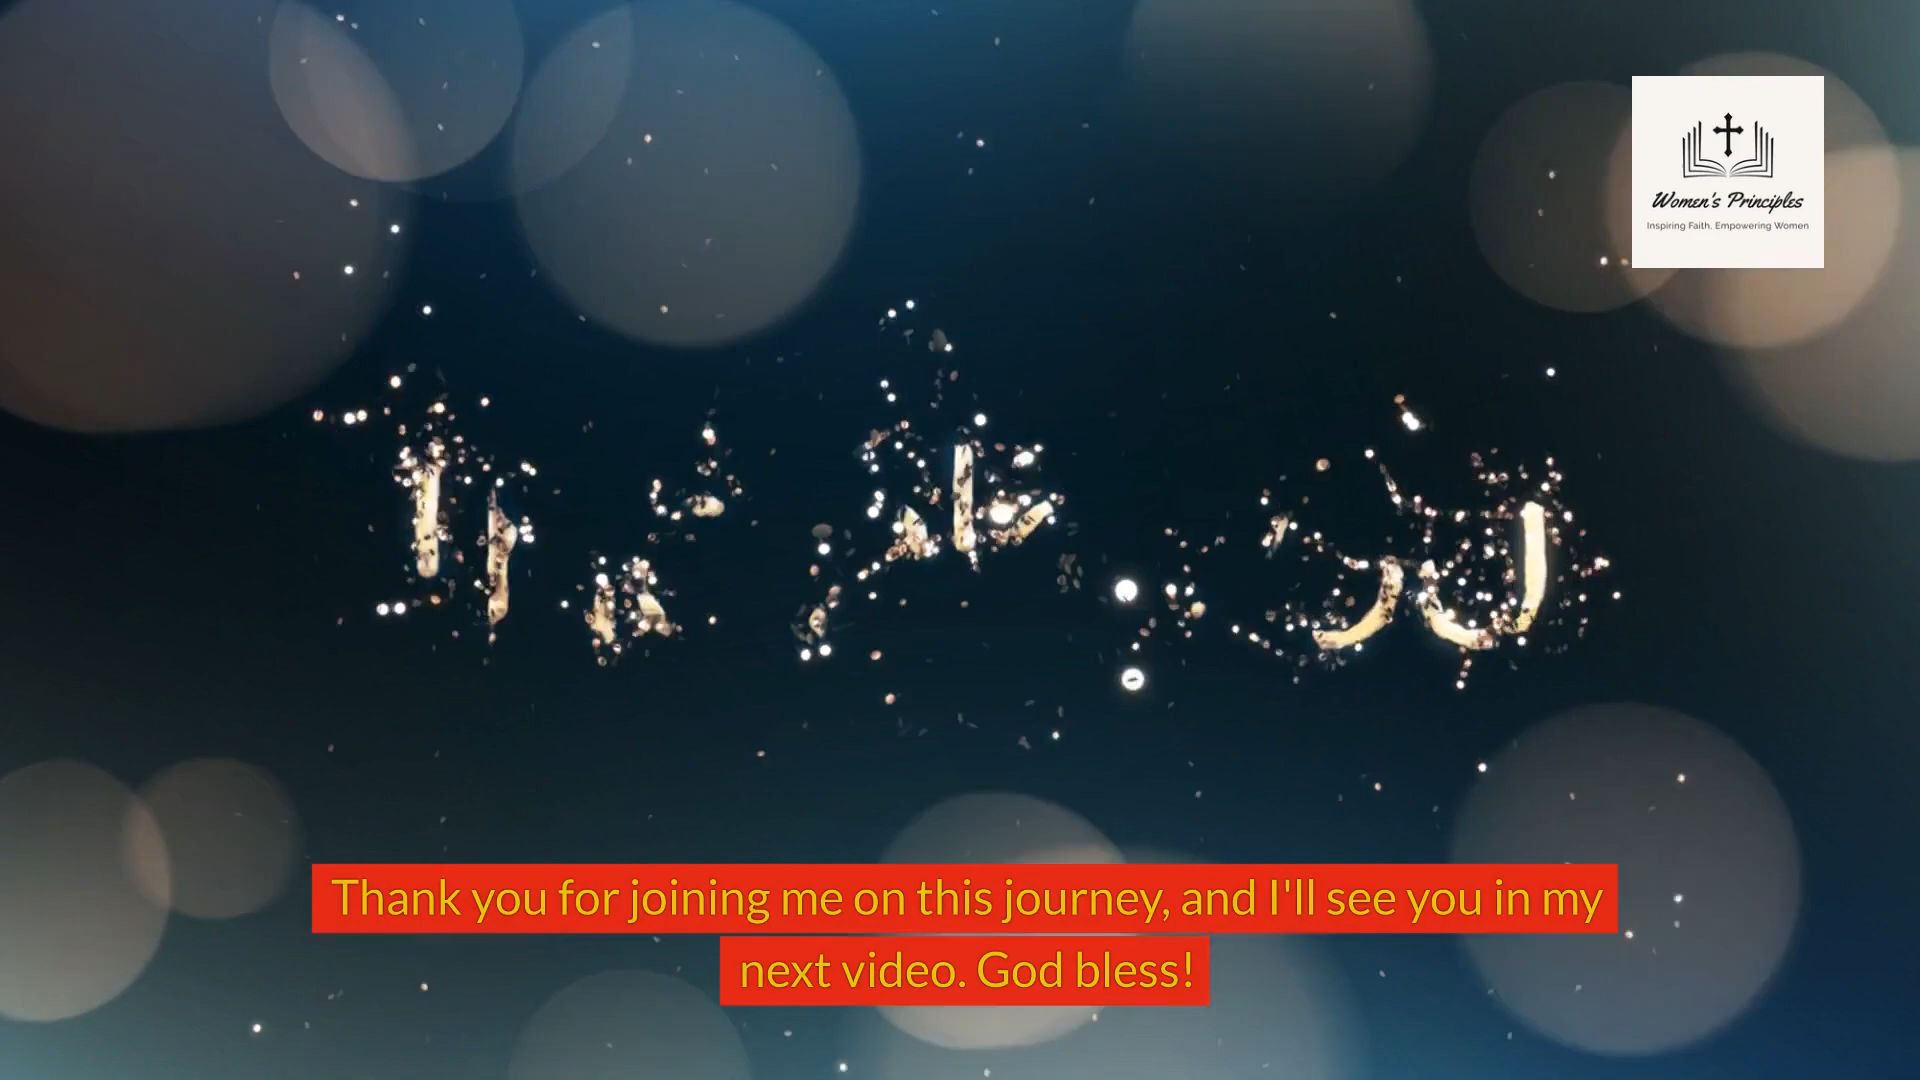 Women's Principles
Inspiring Faith, Empowering Women
Thank you for joining me on this journey, and I'll see you in my
next video. God bless!